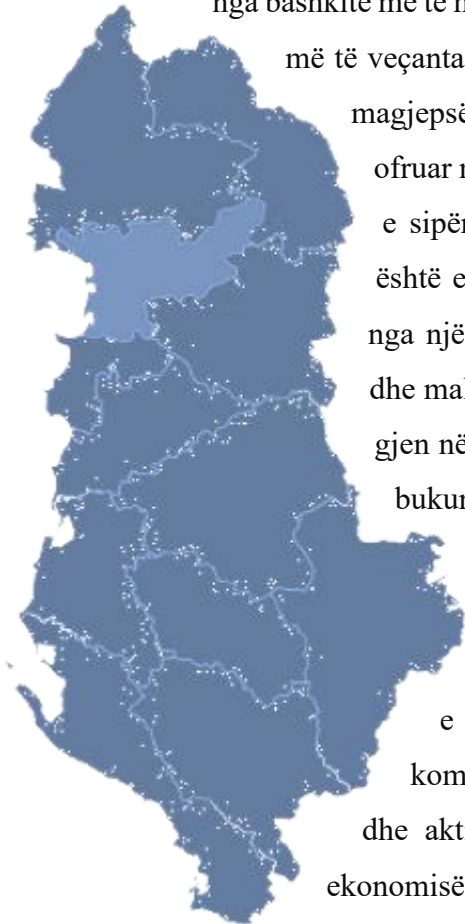 nga bashkitë më të
më të veçanta
magjepsë
ofruar
e sipër
është e
nga një
dhe mal
gjen në
bukur
e
kom
dhe akt
ekonomisë